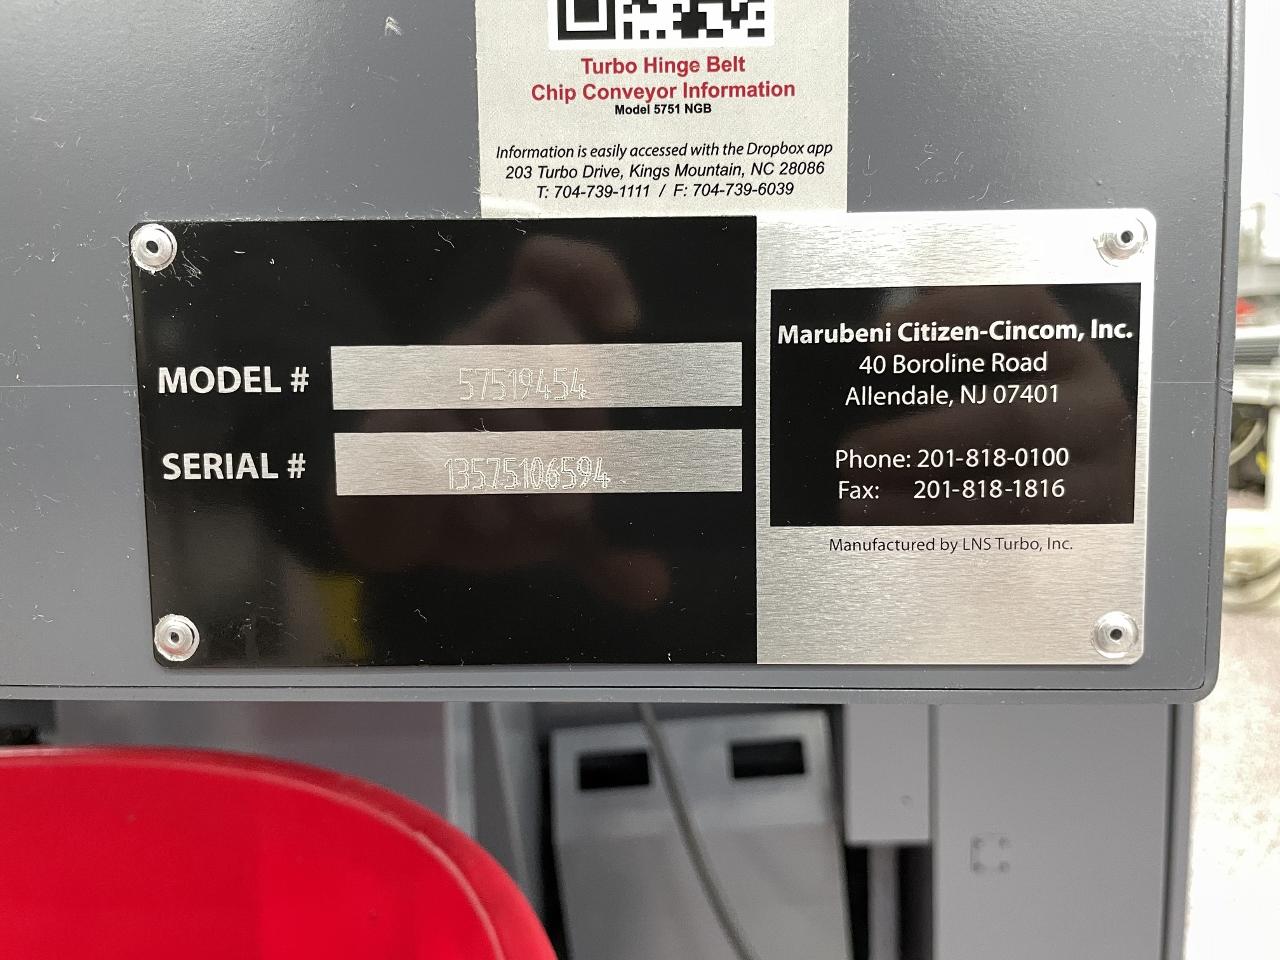 Turbo Hinge Belt
Chip Conveyor Information
Model 5751 NGB
Information is easily accessed with the Dropbox app
203 Turbo Drive, Kings Mountain, NC 28086
T: 704-739-1111 / F: 704-739-6039
MODEL # 57519454
SERIAL # 13575106594
Marubeni Citizen-Cincom, Inc.
40 Boroline Road
Allendale, NJ 07401
Phone: 201-818-0100
Fax: 201-818-1816
Manufactured by LNS Turbo, Inc.